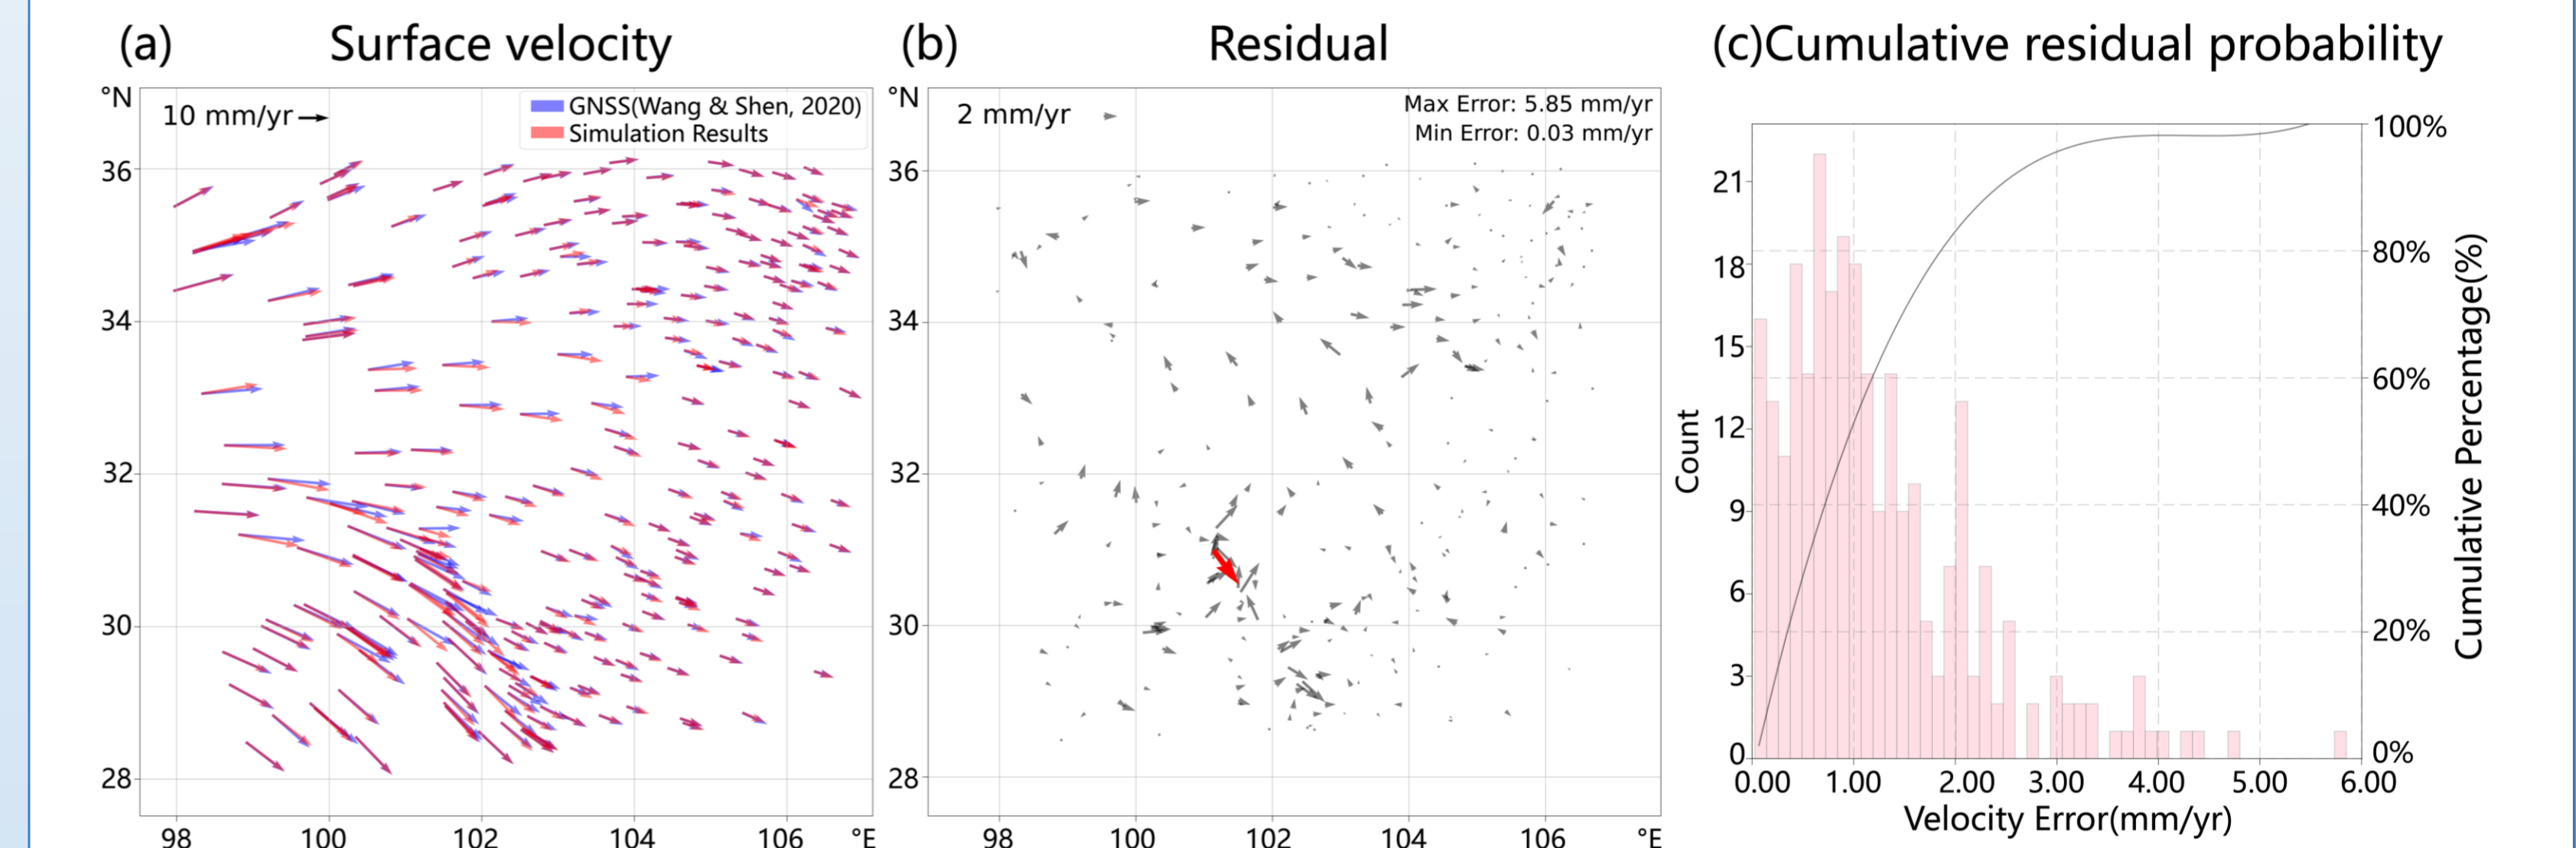 (a) Surface velocity
°N
10 mm/yr
GNSS(Wang & Shen, 2020)
Simulation Results
36
34
32
30
28
98 100 102 104 106 °E
(b) Residual
°N
2 mm/yr
Max Error: 5.85 mm/yr
Min Error: 0.03 mm/yr
36
34
32
30
28
98 100 102 104 106 °E
(c)Cumulative residual probability
Count
21
18
15
12
9
6
3
0
100%
80%
60%
40%
20%
0%
Cumulative Percentage(%)
0.00 1.00 2.00 3.00 4.00 5.00 6.00
Velocity Error(mm/yr)